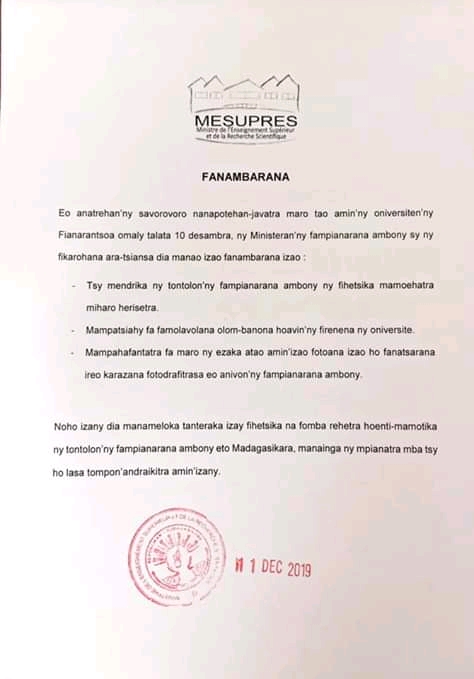 MESUPRES
Ministre de l'Enseignement Supérieur
et de la Recherche Scientifique
FANAMBARANA
Eo anatrehan'ny savorovoro nanapotehan-javatra maro tao amin'ny oniversiten'ny
Fianarantsoa omaly talata 10 desambra, ny Ministeran'ny fampianarana ambony sy ny
fikarohana ara-tsiansa dia manao izao fanambarana izao :
- Tsy mendrika ny tontolon'ny fampianarana ambony ny fihetsika mamoehatra
miharo herisetra.
- Mampatsiahy fa famolavolana olom-banona hoavin'ny firenena ny oniversite.
- Mampahafantatra fa maro ny ezaka atao amin'izao fotoana izao ho fanatsarana
ireo karazana fotodrafitrasa eo anivon'ny fampianarana ambony.
Noho izany dia manameloka tanteraka izay fihetsika na fomba rehetra hoenti-mamotika
ny tontolon'ny fampianarana ambony eto Madagasikara, manainga ny mpianatra mba tsy
ho lasa tompon'andraikitra amin'izany.
1 1 DEC 2019